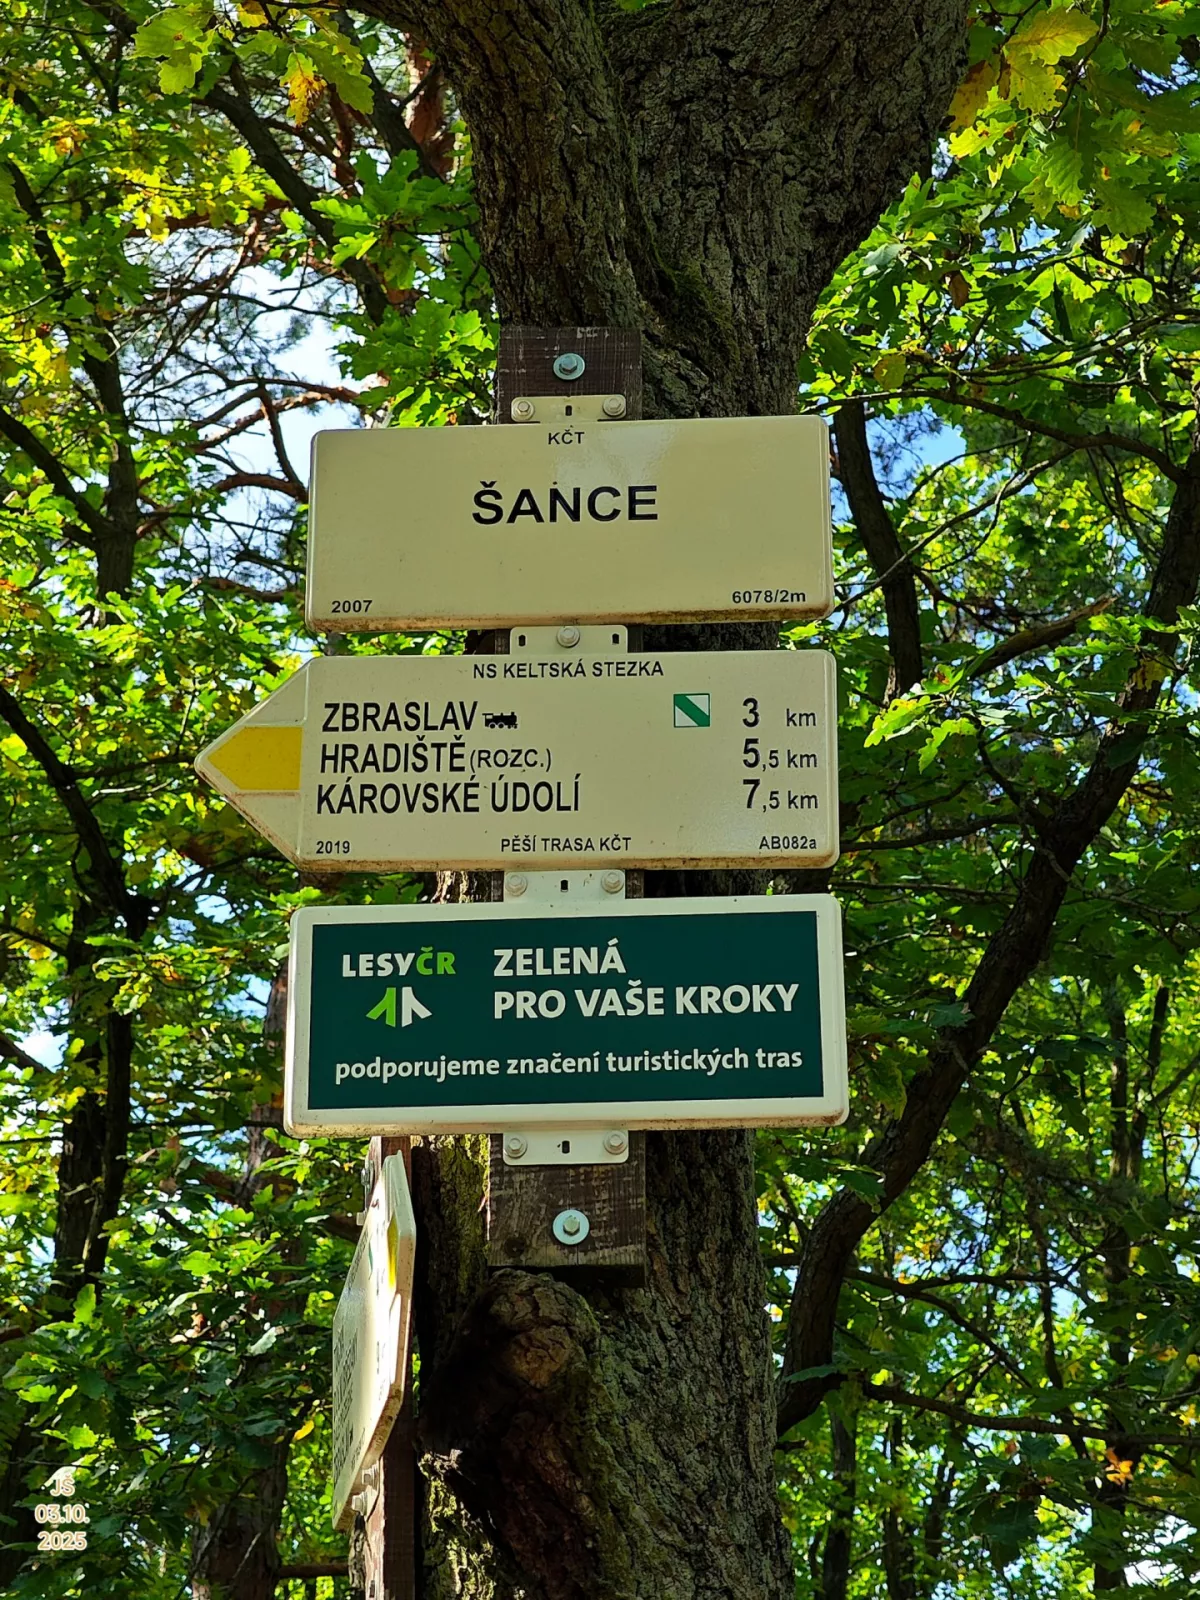 KČT
ŠANCE
2007 6078/2m
NS KELTSKÁ STEZKA
ZBRASLAV 3 km
HRADIŠTĚ (ROZC.) 5,5 km
KÁROVSKÉ ÚDOLÍ 7,5 km
2019 PĚŠÍ TRASA KČT AB082a
LESYČR ZELENÁ
PRO VAŠE KROKY
podporujeme značení turistických tras
JŠ
03.10.
2025